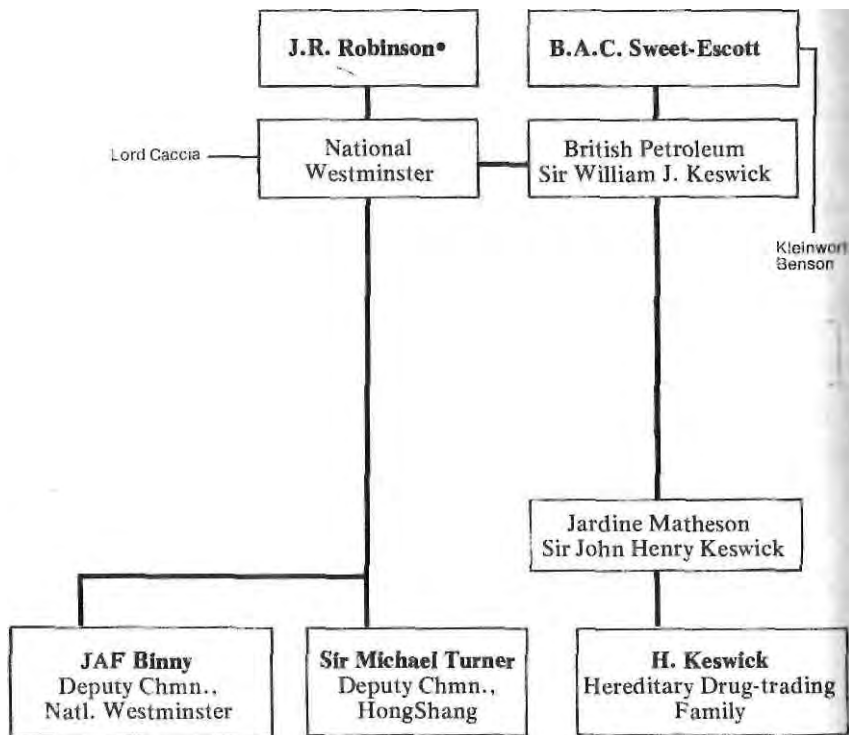 J.R. Robinson•
B.A.C. Sweet-Escott
Lord Caccia
National
Westminster
British Petroleum
Sir William J. Keswick
Kleinwort
Benson
Jardine Matheson
Sir John Henry Keswick
JAF Binny
Deputy Chmn.,
Natl. Westminster
Sir Michael Turner
Deputy Chmn.,
HongShang
H. Keswick
Hereditary Drug-trading
Family